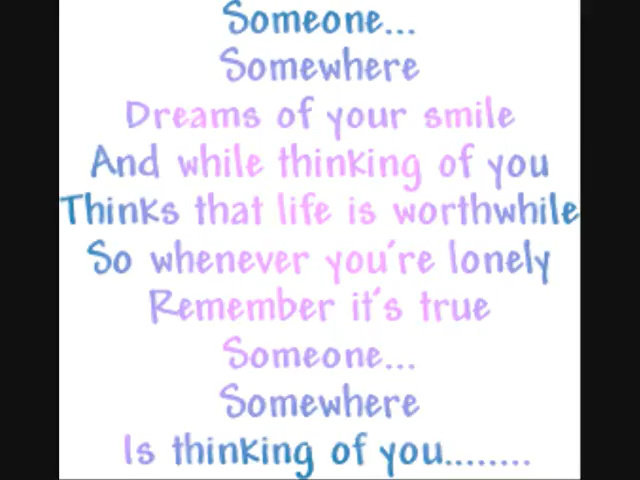 Someone...
Somewhere
Dreams of your smile
And while thinking of you
Thinks that life is worthwhile
So whenever you're lonely
Remember it's true
Someone...
Somewhere
Is thinking of you........